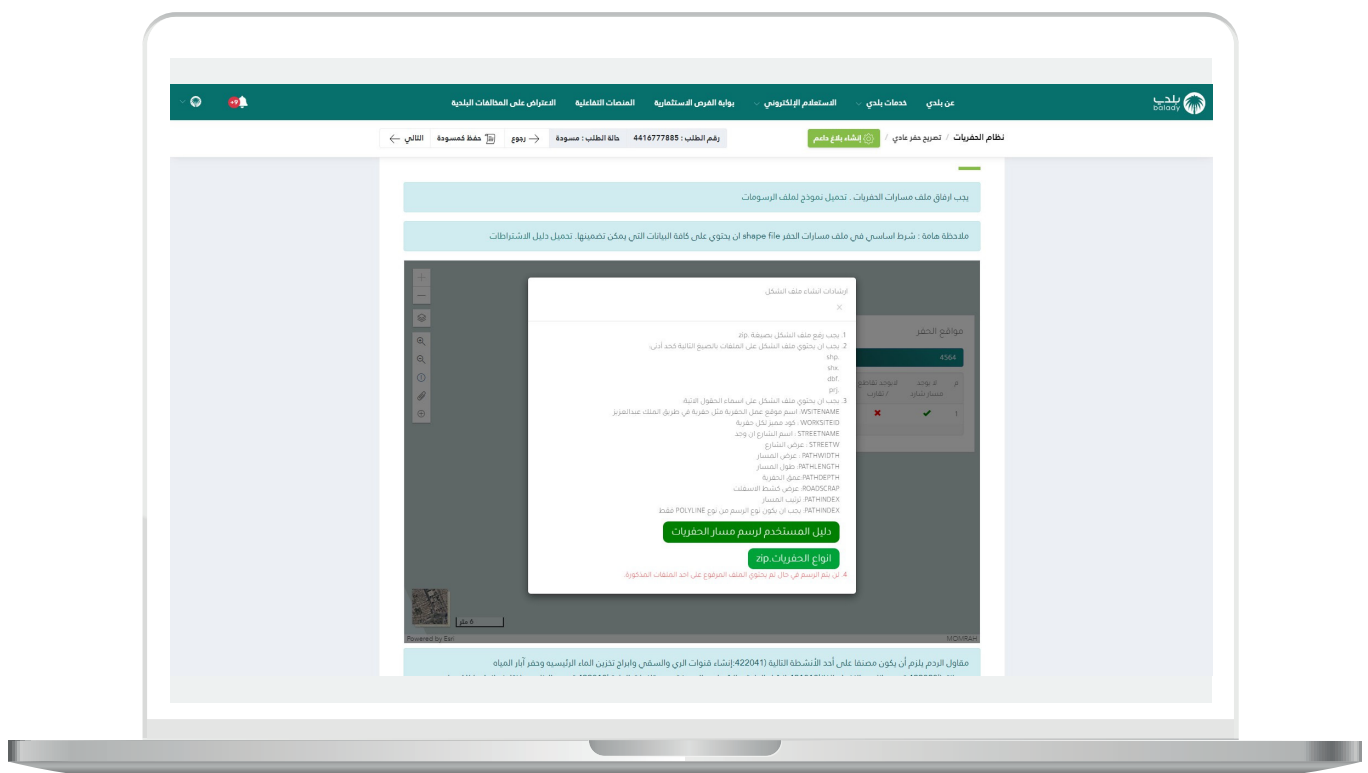 بلدي
balady
عن بلدي
خدمات بلدي
الاستعلام الإلكتروني
بوابة الفرص الاستثمارية
المنصات التفاعلية
الاعتراض على المخالفات البلدية
+9
نظام الحفريات / تصريح حفر عادي /
إنشاء بلاغ داعم
رقم الطلب : 4416777885
حالة الطلب : مسودة
رجوع
حفظ كمسودة
التالي
يجب ارفاق ملف مسارات الحفريات . تحميل نموذج لملف الرسومات
ملاحظة هامة : شرط اساسي في ملف مسارات الحفر shape file ان يحتوي على كافة البيانات التي يمكن تضمينها. تحميل دليل الاشتراطات
ارشادات انشاء ملف الشكل
×
1. يجب رفع ملف الشكل بصيغة .zip
2. يجب ان يحتوي ملف الشكل على الملفات بالصيغ التالية كحد أدنى
.shp
.shx
.dbf
.prj
3. يجب ان يحتوي ملف الشكل على اسماء الحقول الاتية:
WSITENAME: اسم موقع عمل الحفرية مثل حفرية في طريق الملك عبدالعزيز
WORKSITEID : كود مميز لكل حفرية
STREETNAME : اسم الشارع ان وجد
STREETW : عرض الشارع
PATHWIDTH : عرض المسار
PATHLENGTH: طول المسار
PATHDEPTH:عمق الحفرية
ROADSCRAP: عرض كشط الاسفلت
PATHINDEX: ترتيب المسار
PATHINDEX: يجب ان يكون نوع الرسم من نوع POLYLINE فقط
دليل المستخدم لرسم مسار الحفريات
انواع الحفريات.zip
4. لن يتم الرسم في حال لم يحتوي الملف المرفوع على احد الملفات المذكورة.
مواقع الحفر
4564
م
لا يوجد مسار شارد
لايوجد تقاطع / تقارب
1
6 متر
Powered by Esri
MOMRAH
مقاول الردم يلزم أن يكون مصنفا على أحد الأنشطة التالية (422041:إنشاء قنوات الري والسقي وابراج تخزين الماء الرئيسيه وحفر آبار المياه